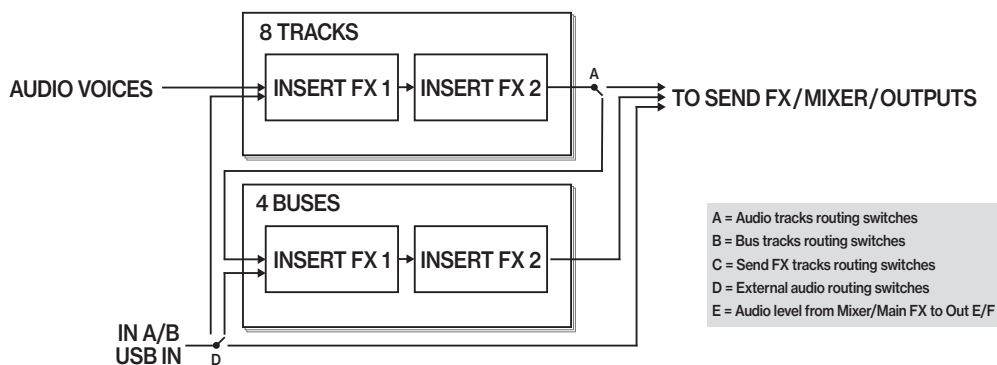 8 TRACKS
INSERT FX 1
INSERT FX 2
A
AUDIO VOICES
TO SEND FX/MIXER/OUTPUTS
4 BUSES
INSERT FX 1
INSERT FX 2
IN A/B
USB IN
D
A = Audio tracks routing switches
B = Bus tracks routing switches
C = Send FX tracks routing switches
D = External audio routing switches
E = Audio level from Mixer/Main FX to Out E/F